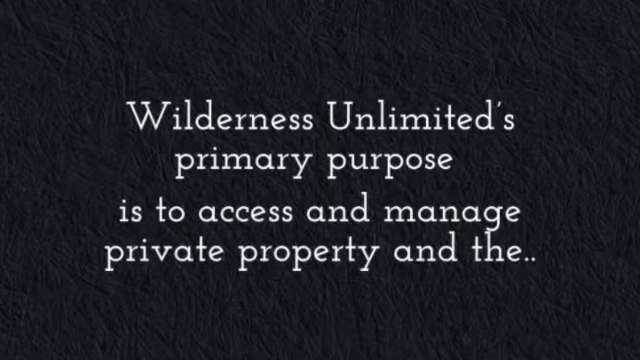 Wilderness Unlimited's
primary purpose
is to access and manage
private property and the..